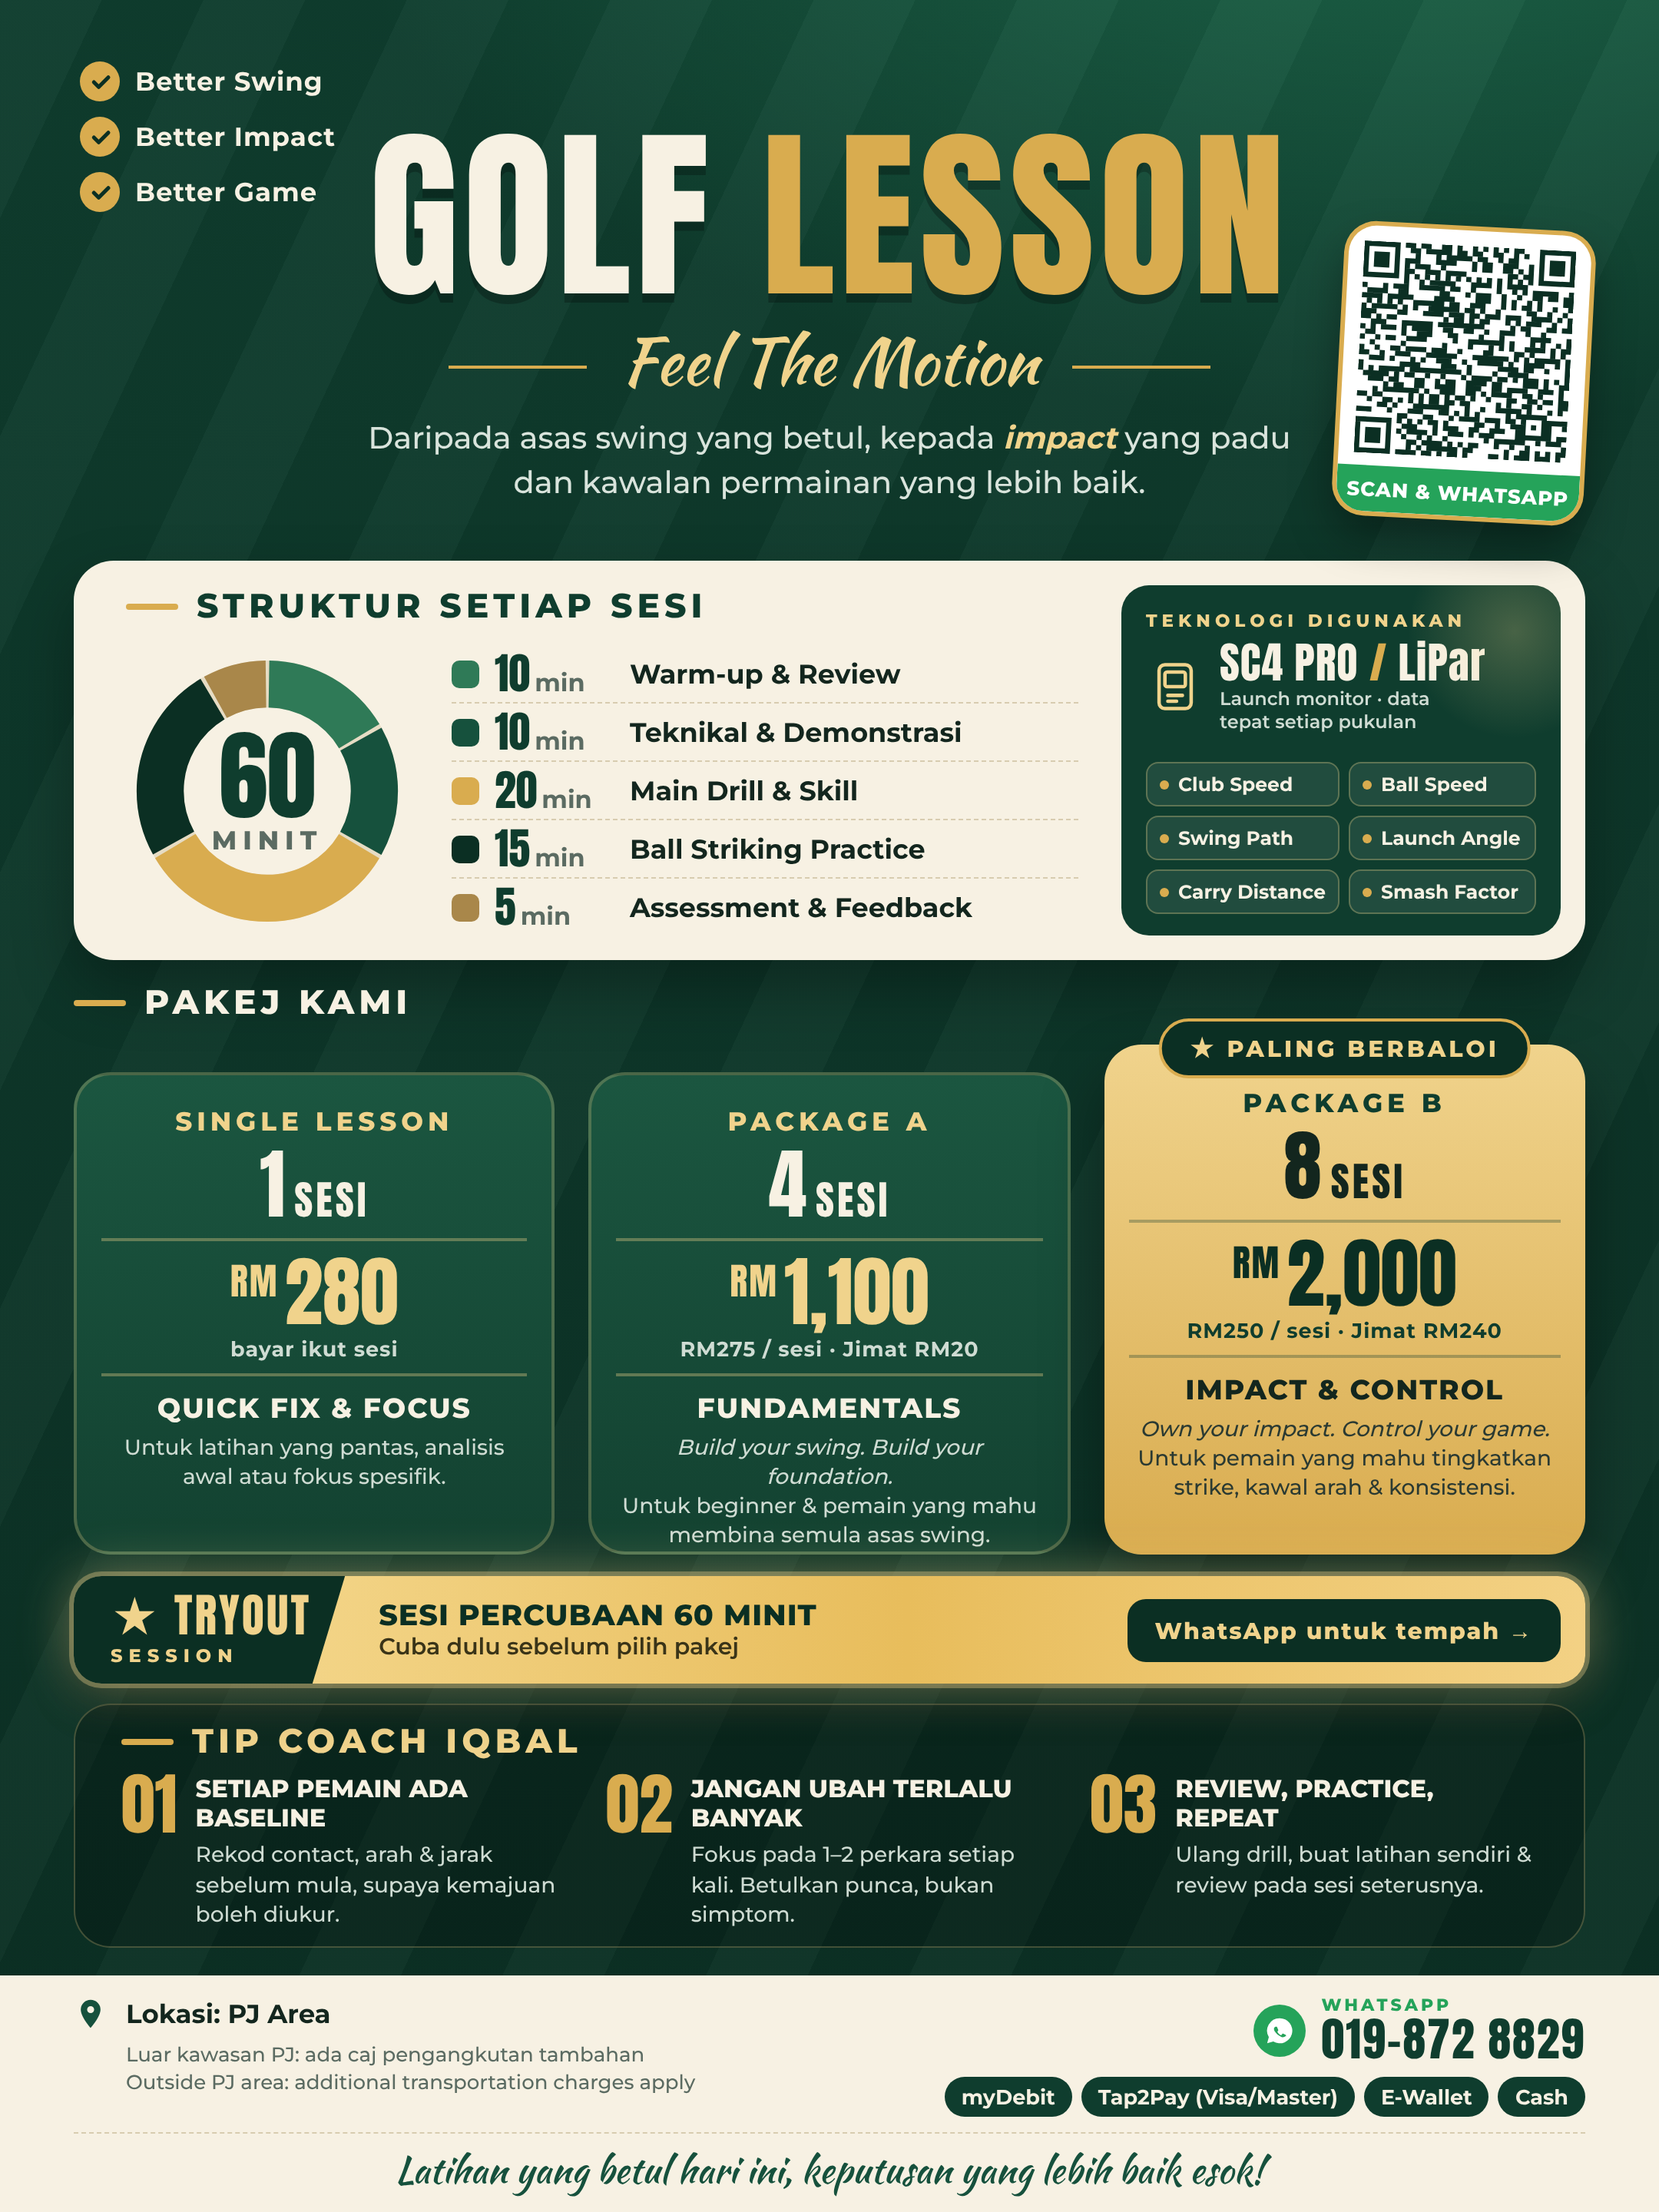 Better Swing
Better Impact
Better Game
GOLF LESSON
Feel The Motion
Daripada asas swing yang betul, kepada impact yang padu
dan kawalan permainan yang lebih baik.
SCAN & WHATSAPP
STRUKTUR SETIAP SESI
60
MINIT
10 min Warm-up & Review
10 min Teknikal & Demonstrasi
20 min Main Drill & Skill
15 min Ball Striking Practice
5 min Assessment & Feedback
TEKNOLOGI DIGUNAKAN
SC4 PRO / LiPar
Launch monitor · data
tepat setiap pukulan
Club Speed
Ball Speed
Swing Path
Launch Angle
Carry Distance
Smash Factor
PAKEJ KAMI
SINGLE LESSON
1 SESI
RM 280
bayar ikut sesi
QUICK FIX & FOCUS
Untuk latihan yang pantas, analisis
awal atau fokus spesifik.
PACKAGE A
4 SESI
RM 1,100
RM275 / sesi · Jimat RM20
FUNDAMENTALS
Build your swing. Build your
foundation.
Untuk beginner & pemain yang mahu
membina semula asas swing.
★ PALING BERBALOI
PACKAGE B
8 SESI
RM 2,000
RM250 / sesi · Jimat RM240
IMPACT & CONTROL
Own your impact. Control your game.
Untuk pemain yang mahu tingkatkan
strike, kawal arah & konsistensi.
★ TRYOUT
SESSION
SESI PERCUBAAN 60 MINIT
Cuba dulu sebelum pilih pakej
WhatsApp untuk tempah →
TIP COACH IQBAL
01
SETIAP PEMAIN ADA
BASELINE
Rekod contact, arah & jarak
sebelum mula, supaya kemajuan
boleh diukur.
02
JANGAN UBAH TERLALU
BANYAK
Fokus pada 1–2 perkara setiap
kali. Betulkan punca, bukan
simptom.
03
REVIEW, PRACTICE,
REPEAT
Ulang drill, buat latihan sendiri &
review pada sesi seterusnya.
Lokasi: PJ Area
Luar kawasan PJ: ada caj pengangkutan tambahan
Outside PJ area: additional transportation charges apply
WHATSAPP
019-872 8829
myDebit
Tap2Pay (Visa/Master)
E-Wallet
Cash
Latihan yang betul hari ini, keputusan yang lebih baik esok!